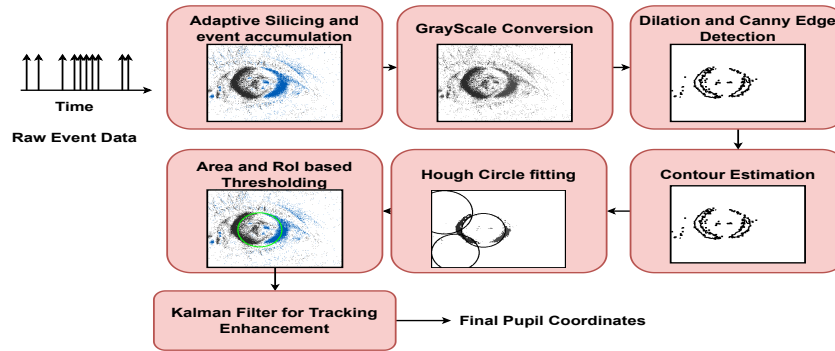 Adaptive Silicing and
event accumulation
GrayScale Conversion
Dilation and Canny Edge
Detection
Time
Raw Event Data
Area and RoI based
Thresholding
Hough Circle fitting
Contour Estimation
Kalman Filter for Tracking
Enhancement
Final Pupil Coordinates